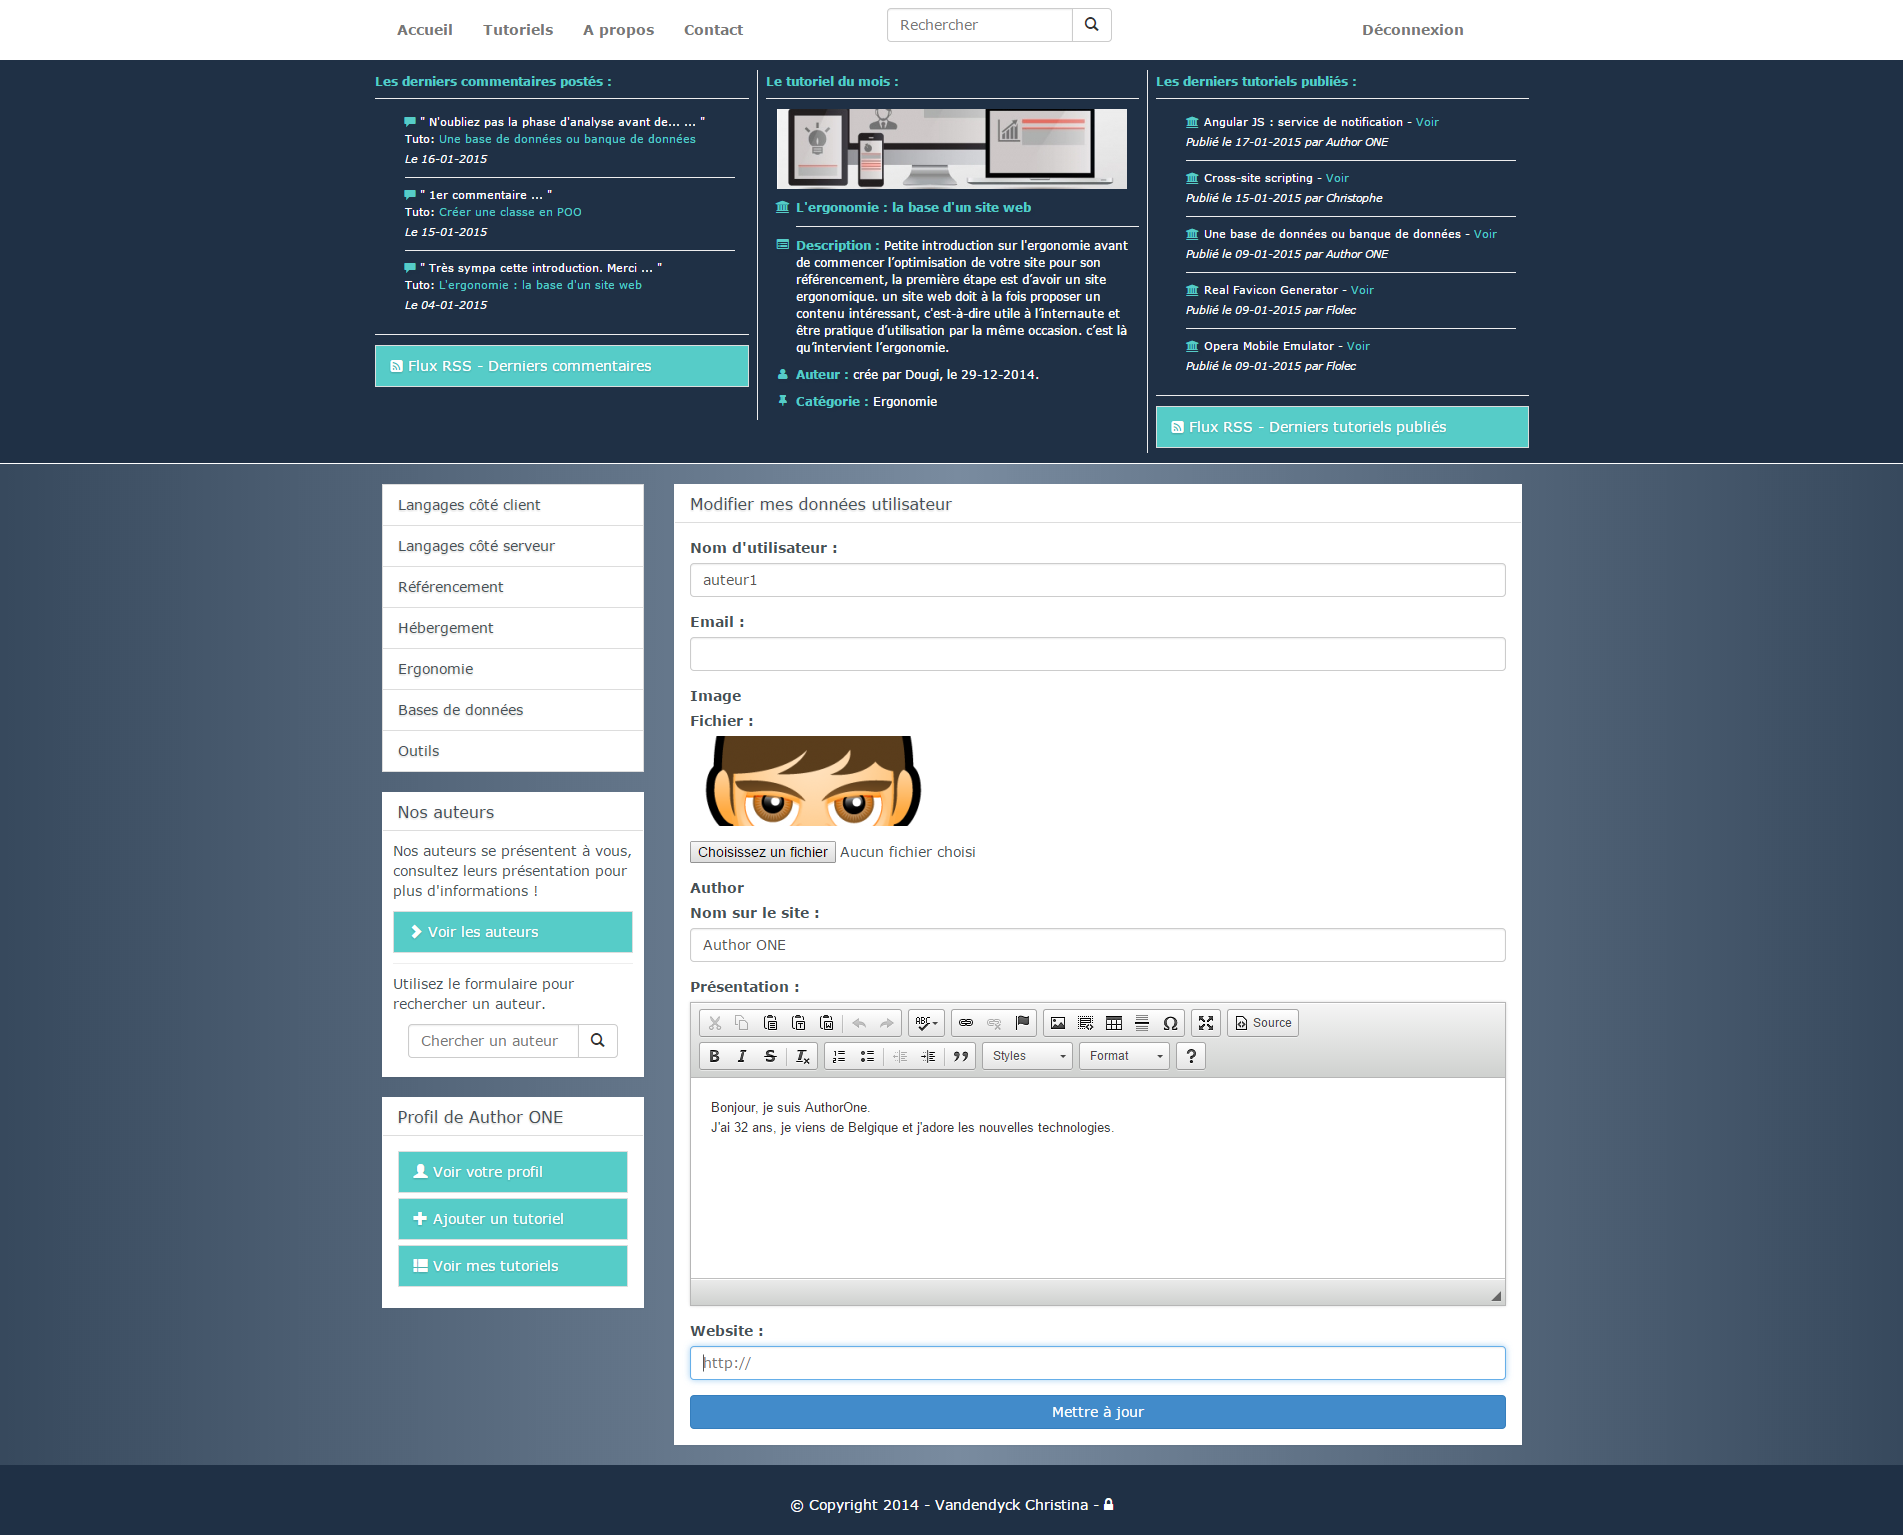 Accueil Tutoriels A propos Contact Rechercher Déconnexion
Les derniers commentaires postés :
" N'oubliez pas la phase d'analyse avant de... ... "
Tuto: Une base de données ou banque de données
Le 16-01-2015
" 1er commentaire ... "
Tuto: Créer une classe en POO
Le 15-01-2015
" Très sympa cette introduction. Merci ... "
Tuto: L'ergonomie : la base d'un site web
Le 04-01-2015
Flux RSS - Derniers commentaires
Le tutoriel du mois :
L'ergonomie : la base d'un site web
Description : Petite introduction sur l'ergonomie avant
de commencer l’optimisation de votre site pour son
référencement, la première étape est d’avoir un site
ergonomique. un site web doit à la fois proposer un
contenu intéressant, c'est-à-dire utile à l’internaute et
être pratique d’utilisation par la même occasion. c’est là
qu’intervient l’ergonomie.
Auteur : crée par Dougi, le 29-12-2014.
Catégorie : Ergonomie
Les derniers tutoriels publiés :
Angular JS : service de notification - Voir
Publié le 17-01-2015 par Author ONE
Cross-site scripting - Voir
Publié le 15-01-2015 par Christophe
Une base de données ou banque de données - Voir
Publié le 09-01-2015 par Author ONE
Real Favicon Generator - Voir
Publié le 09-01-2015 par Flolec
Opera Mobile Emulator - Voir
Publié le 09-01-2015 par Flolec
Flux RSS - Derniers tutoriels publiés
Langages côté client
Langages côté serveur
Référencement
Hébergement
Ergonomie
Bases de données
Outils
Nos auteurs
Nos auteurs se présentent à vous,
consultez leurs présentation pour
plus d'informations !
Voir les auteurs
Utilisez le formulaire pour
rechercher un auteur.
Chercher un auteur
Profil de Author ONE
Voir votre profil
Ajouter un tutoriel
Voir mes tutoriels
Modifier mes données utilisateur
Nom d'utilisateur :
auteur1
Email :
Image
Fichier :
Choisissez un fichier Aucun fichier choisi
Author
Nom sur le site :
Author ONE
Présentation :
ABC Ω Source
B I S Tx Styles Format ?
Bonjour, je suis AuthorOne.
J'ai 32 ans, je viens de Belgique et j'adore les nouvelles technologies.
Website :
http://
Mettre à jour
© Copyright 2014 - Vandendyck Christina -